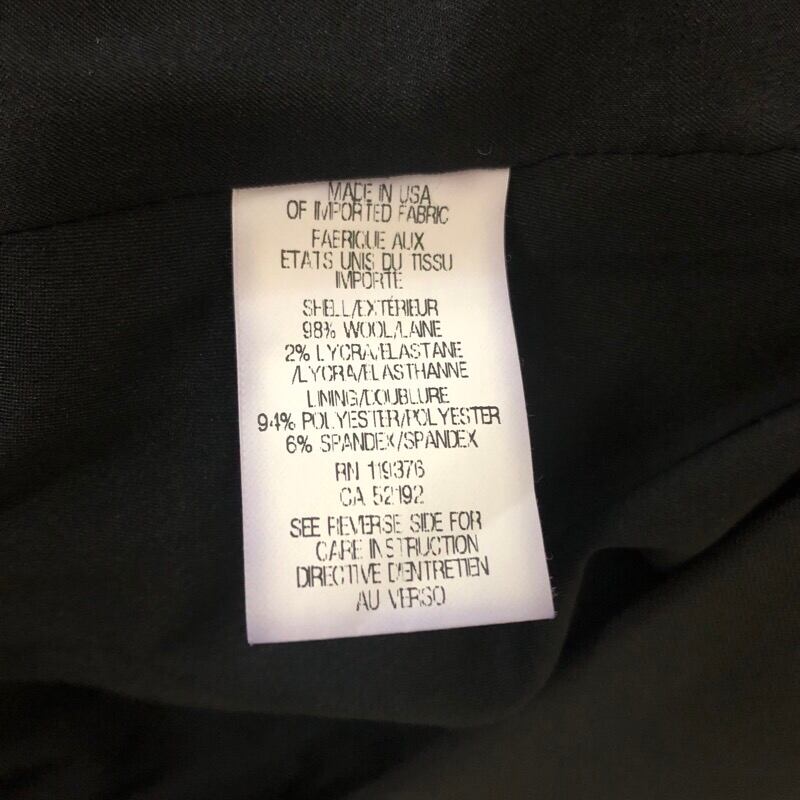 MADE IN USA
OF IMPORTED FABRIC
FABRIQUE AUX
ETATS UNIS DU TISSU
IMPORTE
SHELL/EXTÉRIEUR
98% WOOL/LAINE
2% LYCRA/ELASTANE
/LYCRA/ELASTHANNE
LINING/DOUBLURE
94% POLYESTER/POLYESTER
6% SPANDEX/SPANDEX
RN 119376
CA 52192
SEE REVERSE SIDE FOR
CARE INSTRUCTION
DIRECTIVE D'ENTRETIEN
AU VERSO